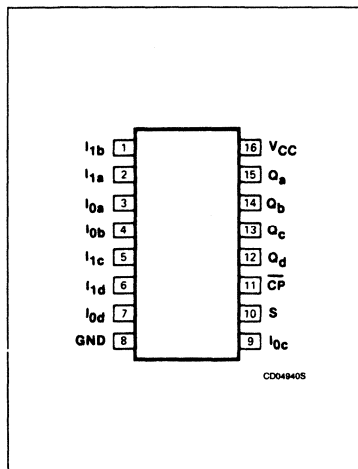 I1b 1 16 VCC
I1a 2 15 Qa
I0a 3 14 Qb
I0b 4 13 Qc
I1c 5 12 Qd
I1d 6 11 C̅P̅
I0d 7 10 S
GND 8 9 I0c
CD04940S